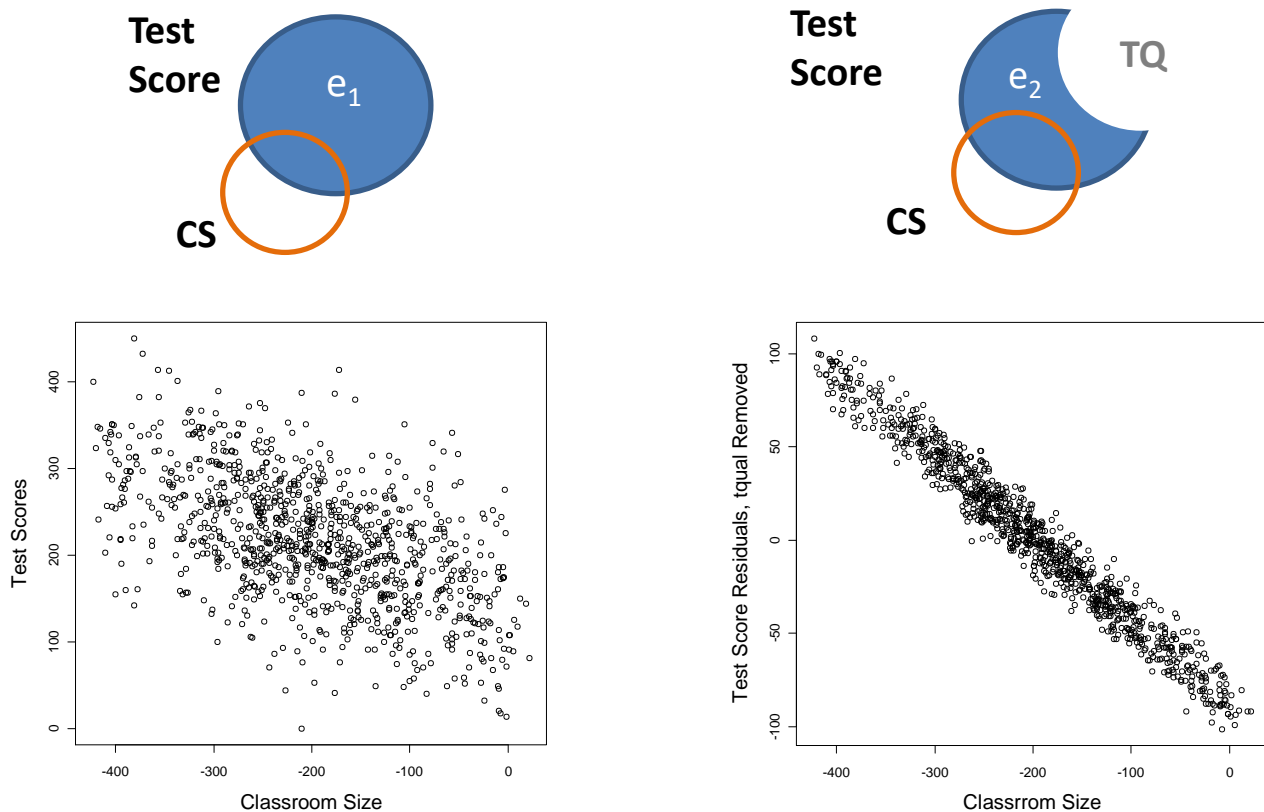 Test
Score
e1
CS
Test
Score
e2
TQ
CS
Test Scores
400
300
200
100
0
-400 -300 -200 -100 0
Classroom Size
Test Score Residuals, tqual Removed
100
50
0
-50
-100
-400 -300 -200 -100 0
Classrrom Size